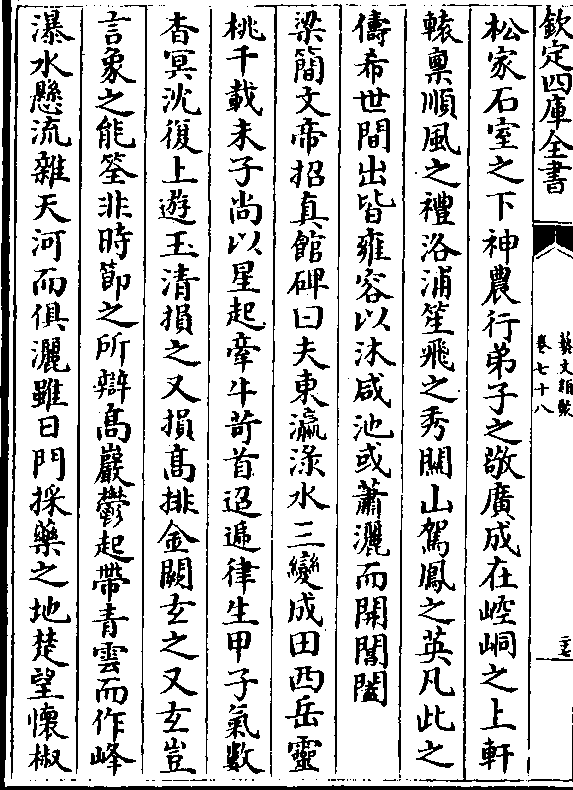 欽定四庫全書
藝文類聚
卷七十八
松家石室之下神農行弟子之敬廣成在崆峒之上軒
轅稟順風之禮洛浦笙飛之秀關山駕鳳之英凡此之
儔希世間出皆雍容以沐咸池或蕭灑而開閶闔
梁簡文帝招真館碑曰夫東瀛淥水三變成田西岳靈
桃千載未子尚以星起牽牛苛首迢遞律生甲子氣數
杳冥沈復上遊玉清損之又損高排金闕玄之又玄豈
言象之能筌非時節之所辯高巖鬱起帶青雲而作峰
瀑水懸流雜天河而俱灑雖日門採藥之地楚望懷椒